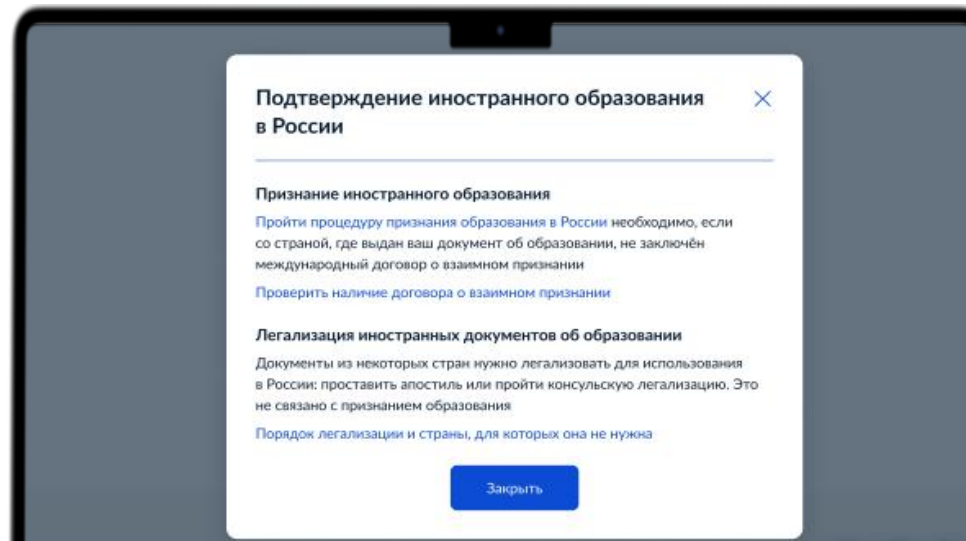 Подтверждение иностранного образования
в России
Признание иностранного образования
Пройти процедуру признания образования в России необходимо, если
со страной, где выдан ваш документ об образовании, не заключён
международный договор о взаимном признании
Проверить наличие договора о взаимном признании
Легализация иностранных документов об образовании
Документы из некоторых стран нужно легализовать для использования
в России: проставить апостиль или пройти консульскую легализацию. Это
не связано с признанием образования
Порядок легализации и страны, для которых она не нужна
Закрыть